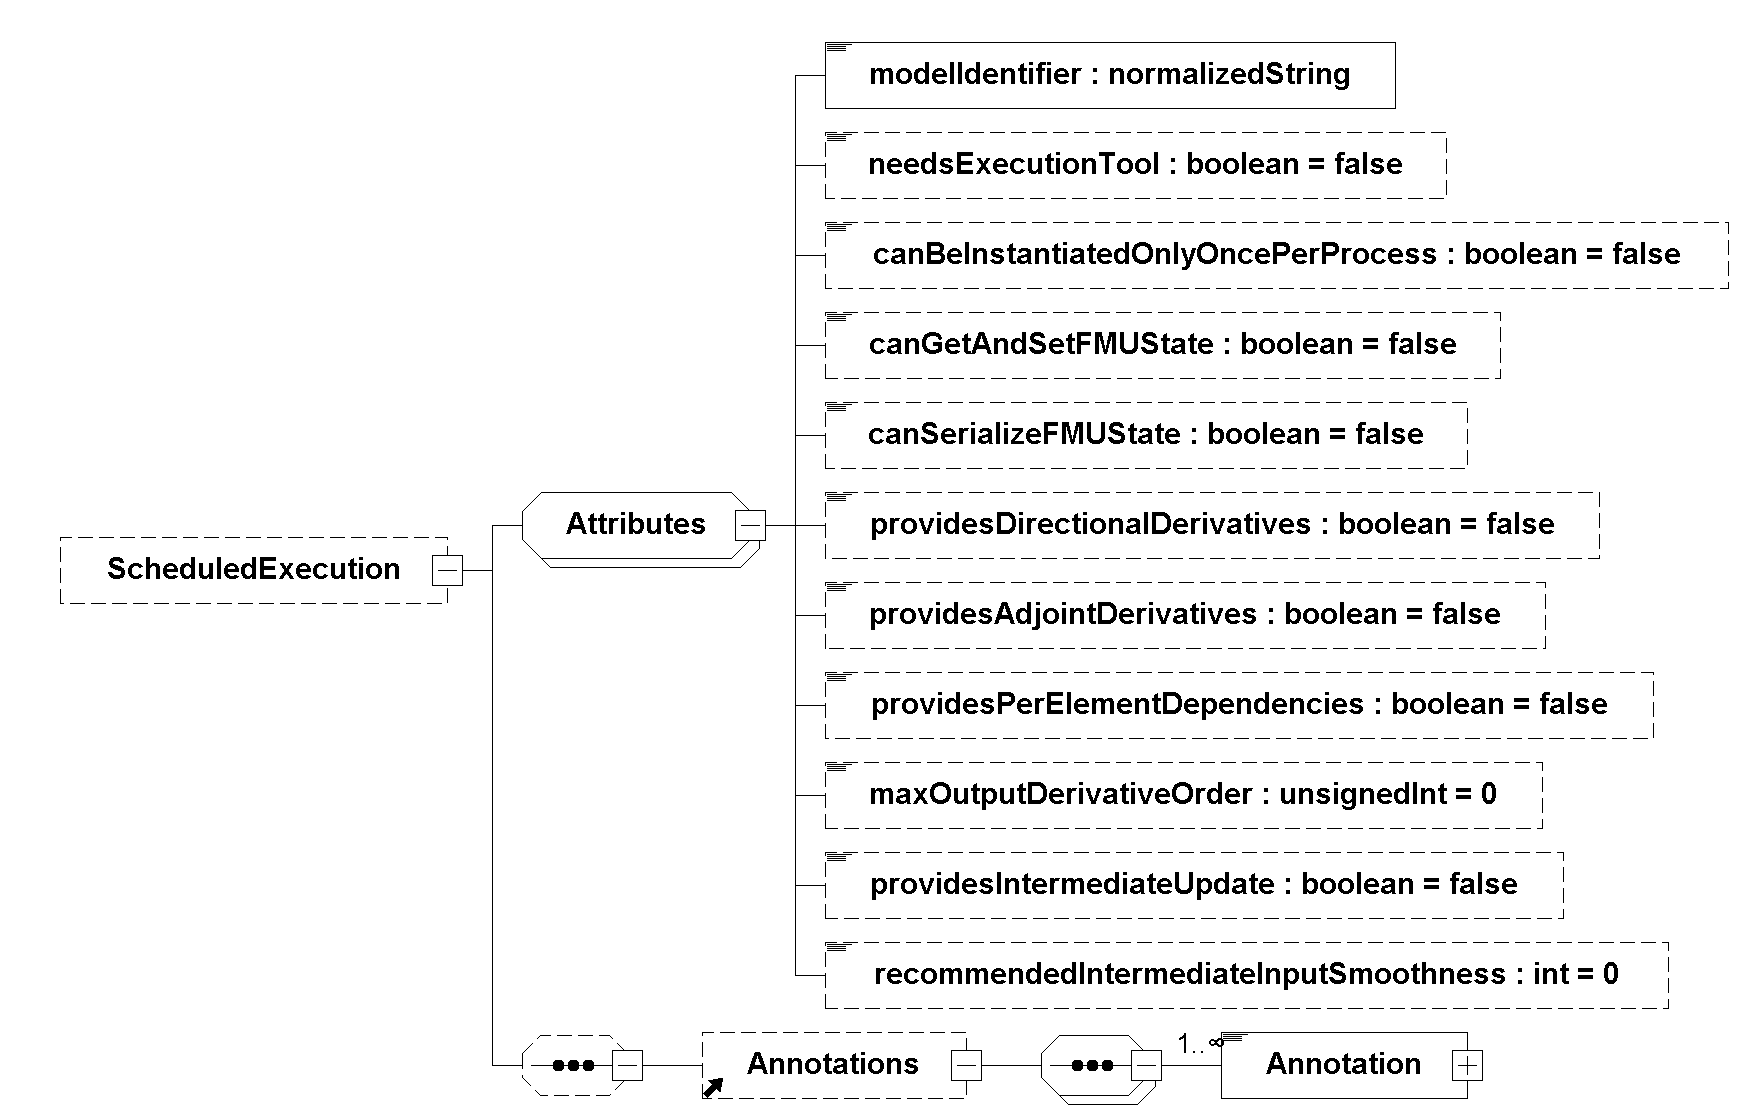 modelIdentifier : normalizedString
needsExecutionTool : boolean = false
canBeInstantiatedOnlyOncePerProcess : boolean = false
canGetAndSetFMUState : boolean = false
canSerializeFMUState : boolean = false
Attributes
providesDirectionalDerivatives : boolean = false
ScheduledExecution
providesAdjointDerivatives : boolean = false
providesPerElementDependencies : boolean = false
maxOutputDerivativeOrder : unsignedInt = 0
providesIntermediateUpdate : boolean = false
recommendedIntermediateInputSmoothness : int = 0
Annotations
1..∞
Annotation